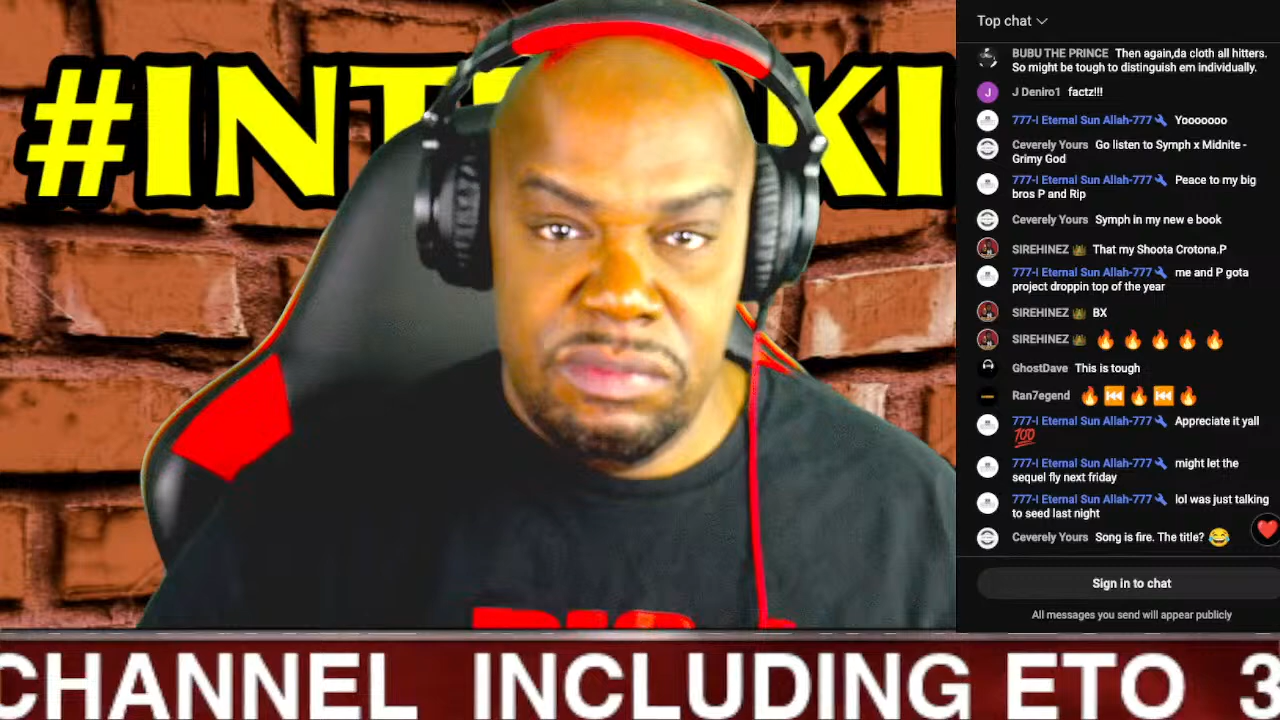 #INT KI
Top chat
BUBU THE PRINCE Then again,da cloth all hitters.
So might be tough to distinguish em individually.
J
J Deniro1 factz!!!
777-I Eternal Sun Allah-777 Yooooooo
Ceverely Yours Go listen to Symph x Midnite -
Grimy God
777-I Eternal Sun Allah-777 Peace to my big
bros P and Rip
Ceverely Yours Symph in my new e book
SIREHINEZ That my Shoota Crotona.P
777-I Eternal Sun Allah-777 me and P gota
project droppin top of the year
SIREHINEZ BX
SIREHINEZ 🔥🔥🔥🔥🔥
GhostDave This is tough
Ran7egend 🔥⏮🔥⏮🔥
777-I Eternal Sun Allah-777 Appreciate it yall
💯
777-I Eternal Sun Allah-777 might let the
sequel fly next friday
777-I Eternal Sun Allah-777 lol was just talking
to seed last night
Ceverely Yours Song is fire. The title? 😂
Sign in to chat
All messages you send will appear publicly
CHANNEL INCLUDING ETO 3